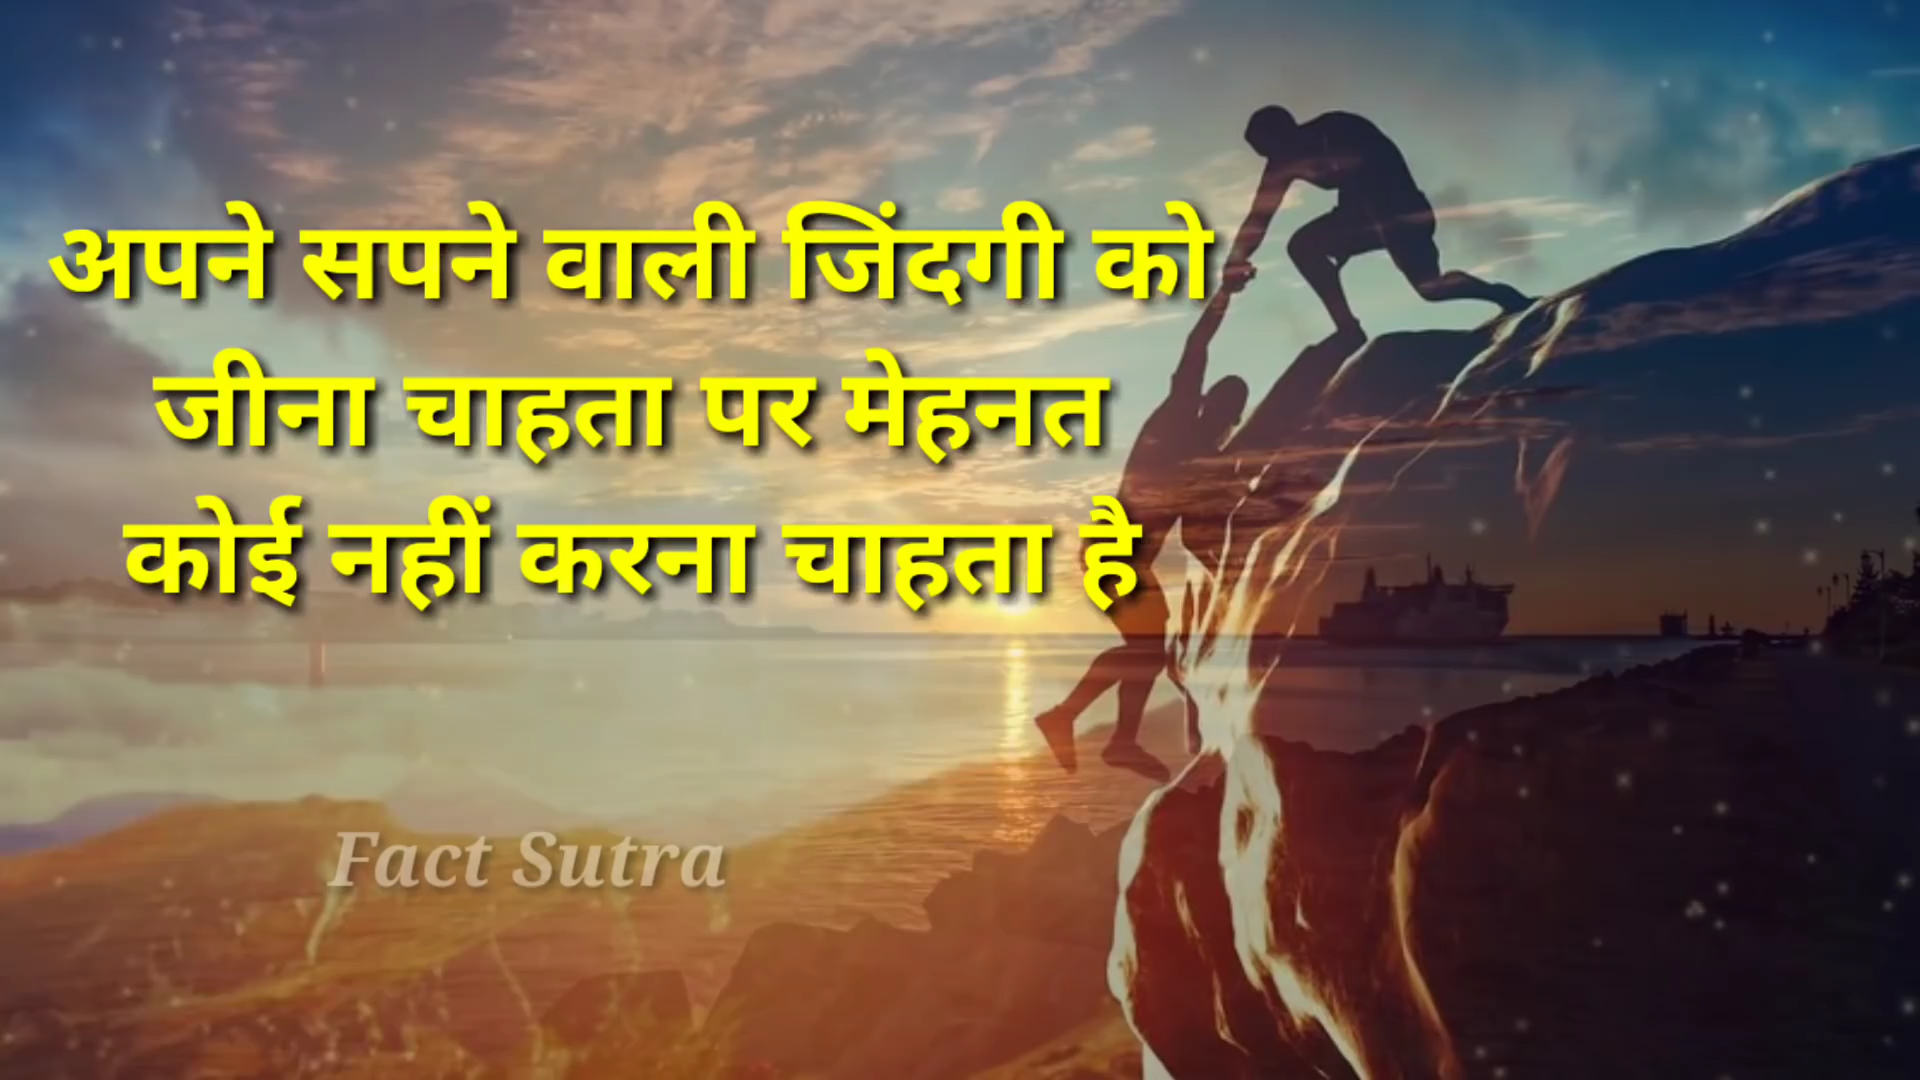 अपने सपने वाली जिंदगी को
जीना चाहता पर मेहनत
कोई नहीं करना चाहता है
Fact Sutra